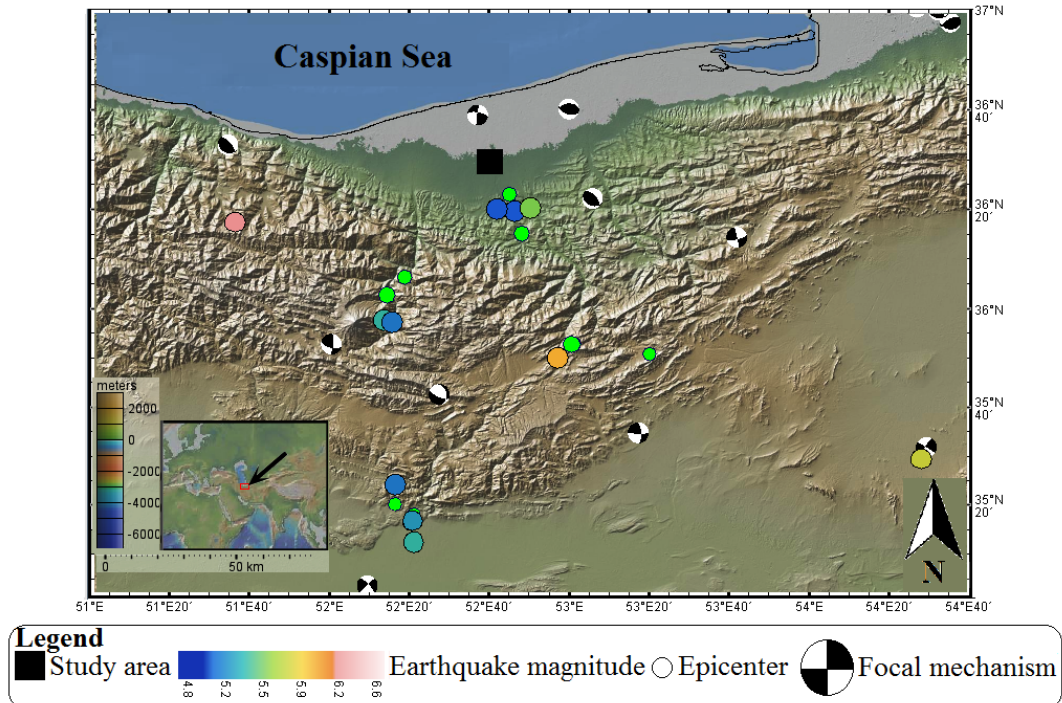 Caspian Sea
37°N
36°N
40′
36°N
20′
36°N
35°N
40′
35°N
20′
meters
2000
0
-2000
-4000
-6000
0
50 km
N
51°E
51°E20′
51°E40′
52°E
52°E20′
52°E40′
53°E
53°E20′
53°E40′
54°E
54°E20′
54°E40′
Legend
Study area
4.8
5.2
5.5
5.9
6.2
6.6
Earthquake magnitude
Epicenter
Focal mechanism